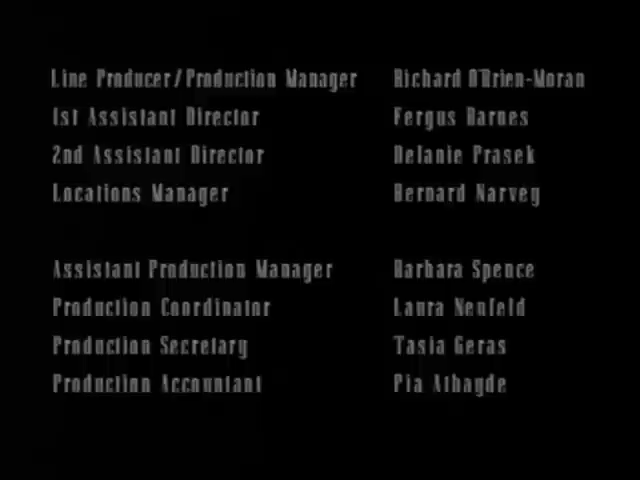 Line Producer/Production Manager Richard O'Brien-Moran
1st Assistant Director Fergus Barnes
2nd Assistant Director Delanie Prasek
Locations Manager Bernard Narvey
Assistant Production Manager Barbara Spence
Production Coordinator Laura Neufeld
Production Secretary Tasia Geras
Production Accountant Pia Athayde